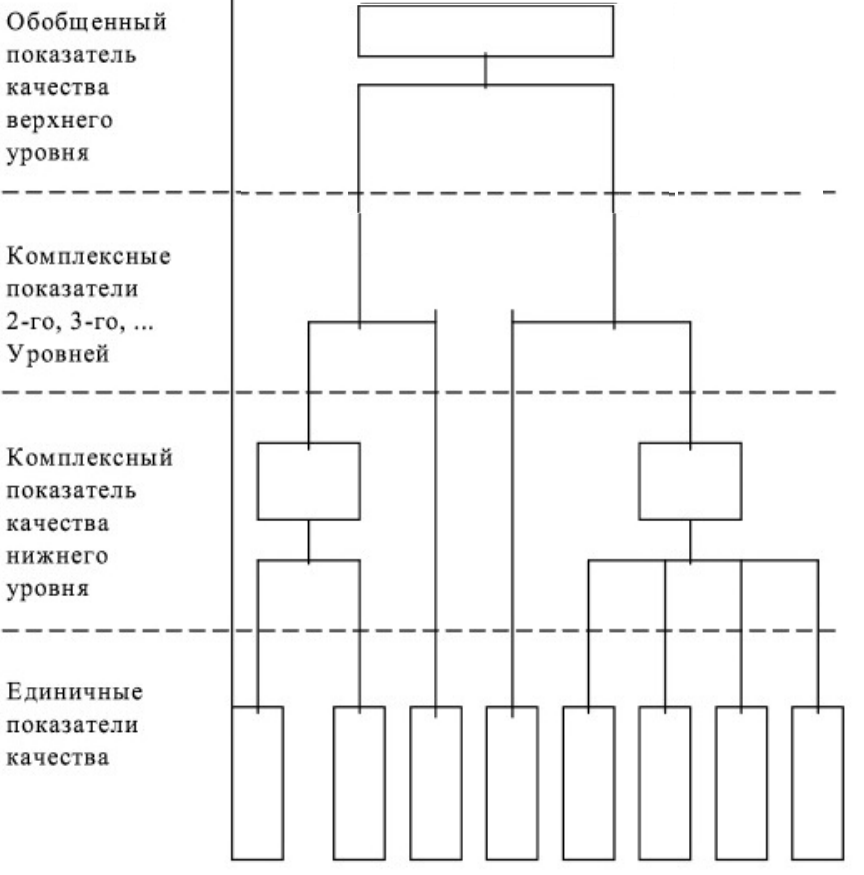 Обобщенный
показатель
качества
верхнего
уровня
Комплексные
показатели
2-го, 3-го, ...
Уровней
Комплексный
показатель
качества
нижнего
уровня
Единичные
показатели
качества